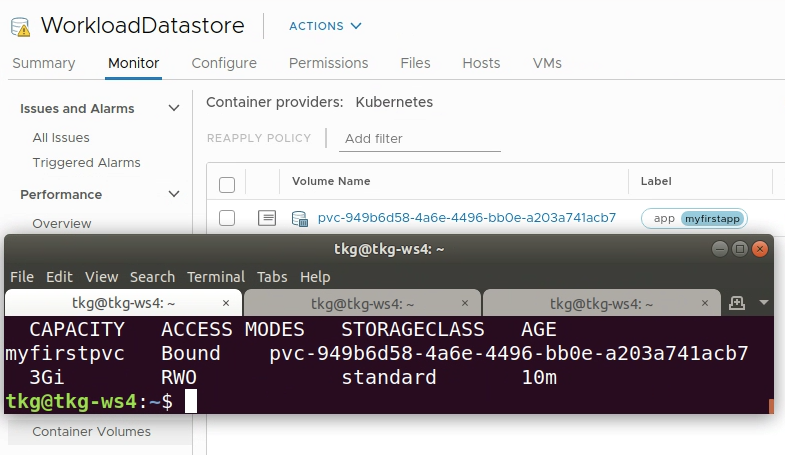 WorkloadDatastore ACTIONS
Summary Monitor Configure Permissions Files Hosts VMs
Issues and Alarms
All Issues
Triggered Alarms
Performance
Overview
Container providers: Kubernetes
REAPPLY POLICY Add filter
Volume Name Label
pvc-949b6d58-4a6e-4496-bb0e-a203a741acb7 app myfirstapp
tkg@tkg-ws4: ~
File Edit View Search Terminal Tabs Help
tkg@tkg-ws4: ~ × tkg@tkg-ws4: ~ × tkg@tkg-ws4: ~ ×
CAPACITY ACCESS MODES STORAGECLASS AGE
myfirstpvc Bound pvc-949b6d58-4a6e-4496-bb0e-a203a741acb7
3Gi RWO standard 10m
tkg@tkg-ws4:~$
Container Volumes